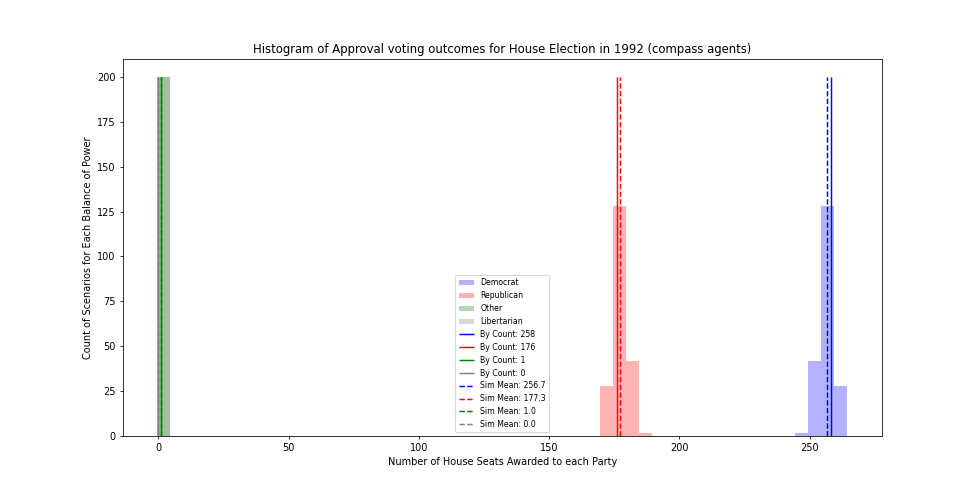 Histogram of Approval voting outcomes for House Election in 1992 (compass agents)
200
175
150
125
100
75
50
25
0
Count of Scenarios for Each Balance of Power
Democrat
Republican
Other
Libertarian
By Count: 258
By Count: 176
By Count: 1
By Count: 0
Sim Mean: 256.7
Sim Mean: 177.3
Sim Mean: 1.0
Sim Mean: 0.0
0 50 100 150 200 250
Number of House Seats Awarded to each Party